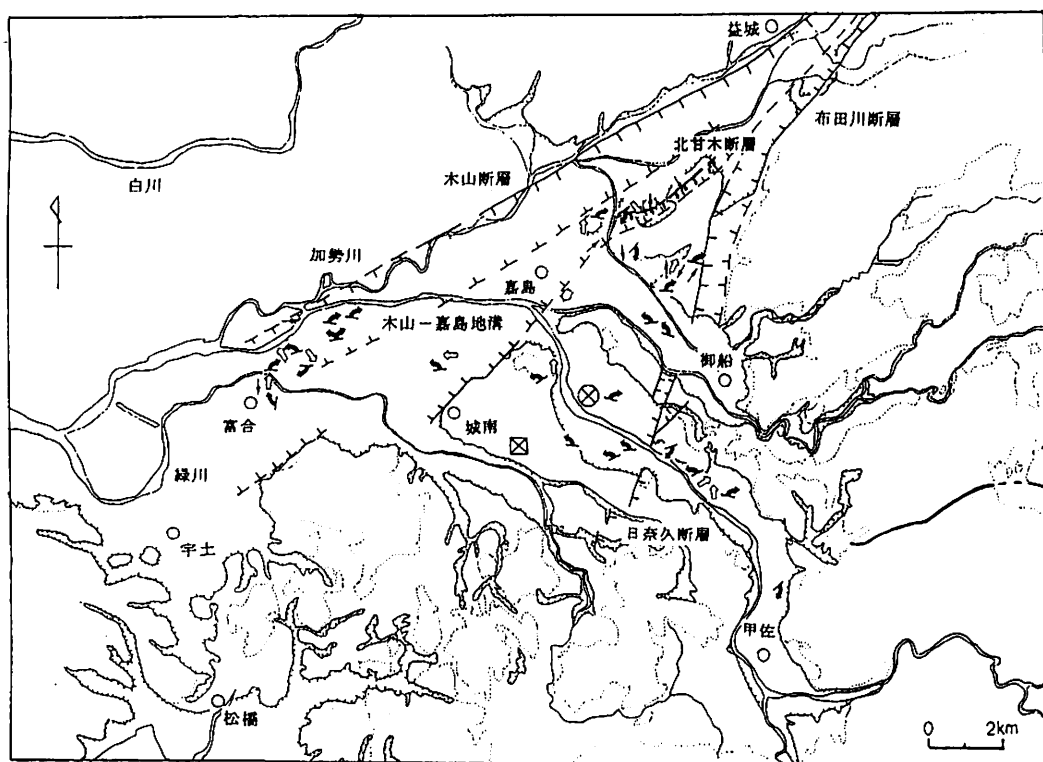 益城
布田川断層
北甘木断層
木山断層
白川
加勢川
嘉島
木山−嘉島地溝
御船
富合
城南
緑川
日奈久断層
宇土
甲佐
松橋
0 2km